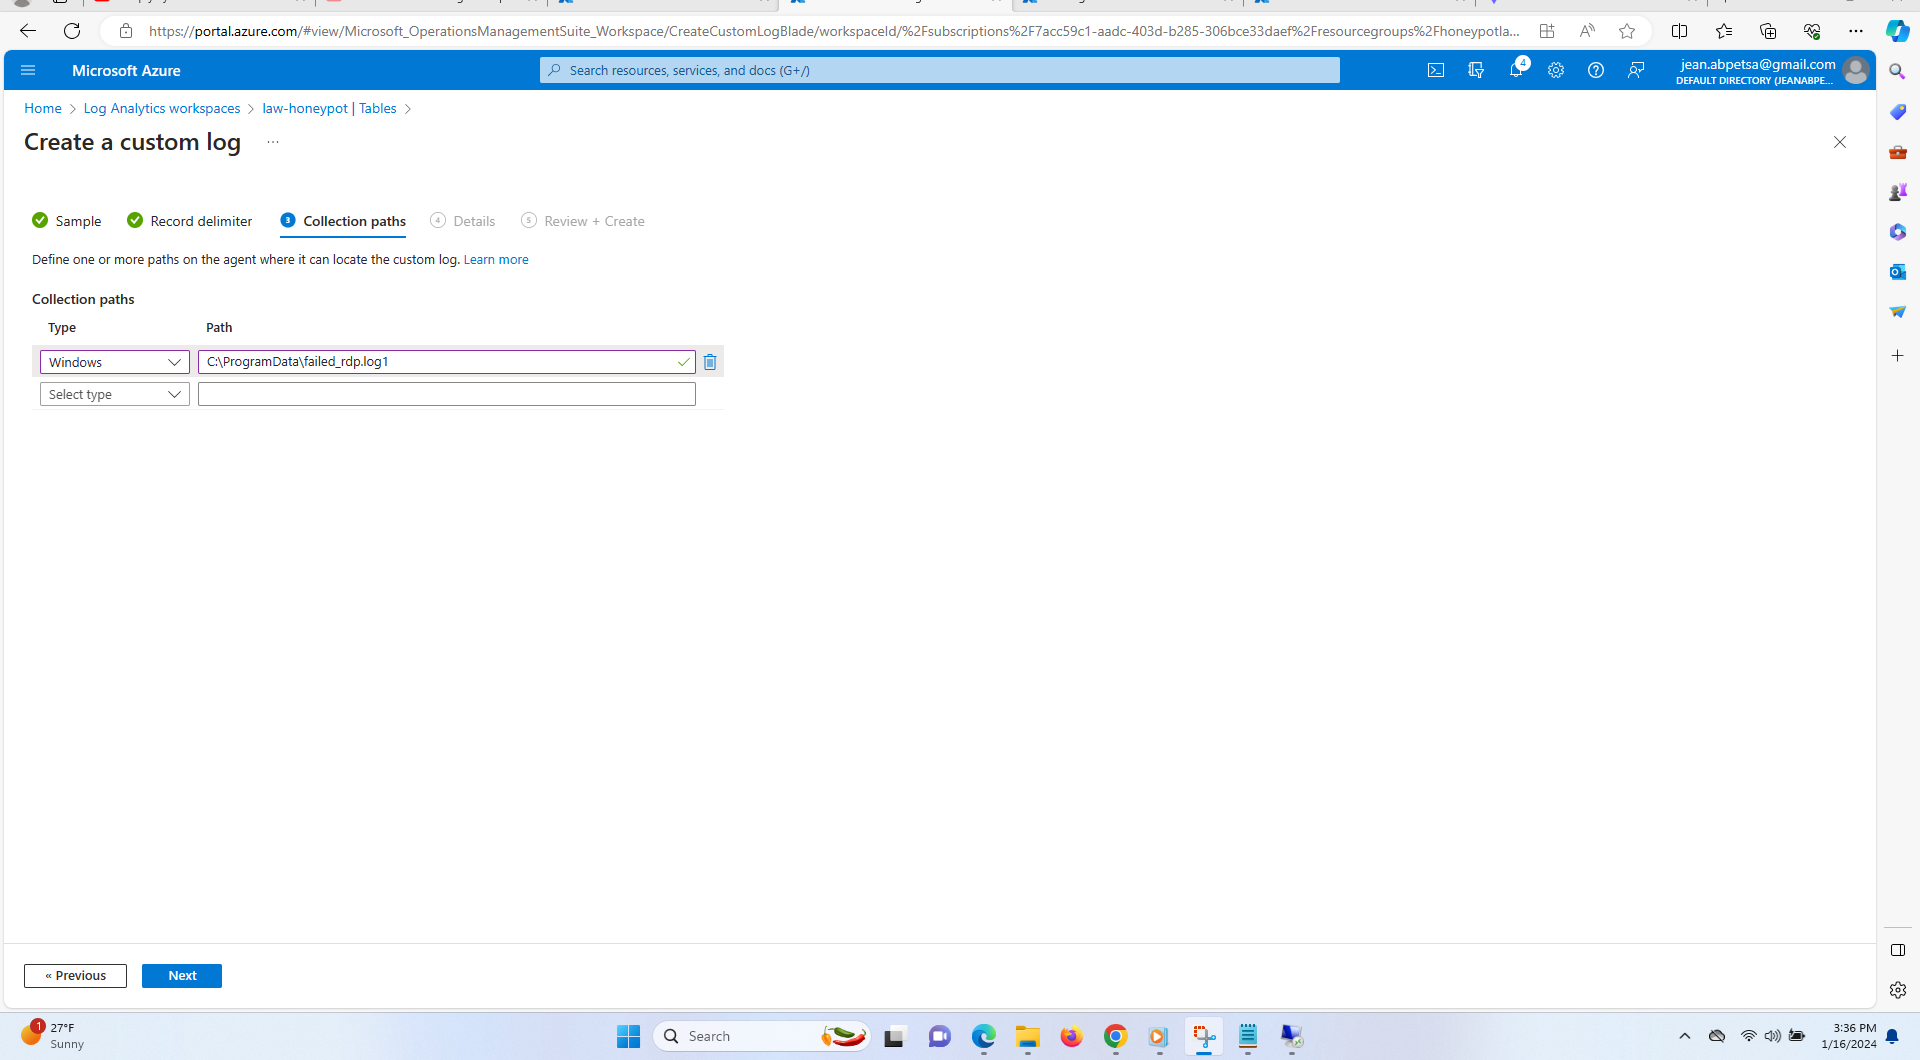 https://portal.azure.com/#view/Microsoft_OperationsManagementSuite_Workspace/CreateCustomLogBlade/workspaceId/%2Fsubscriptions%2F7acc59c1-aadc-403d-b285-306bce33daef%2Fresourcegroups%2Fhoneypotla...
Microsoft Azure
Search resources, services, and docs (G+/)
4
jean.abpetsa@gmail.com
DEFAULT DIRECTORY (JEANABPE...
Home > Log Analytics workspaces > law-honeypot | Tables >
Create a custom log ...
Sample
Record delimiter
3 Collection paths
4 Details
5 Review + Create
Define one or more paths on the agent where it can locate the custom log. Learn more
Collection paths
Type Path
Windows C:\ProgramData\failed_rdp.log1
Select type
« Previous Next
1
27°F
Sunny
Search
3:36 PM
1/16/2024